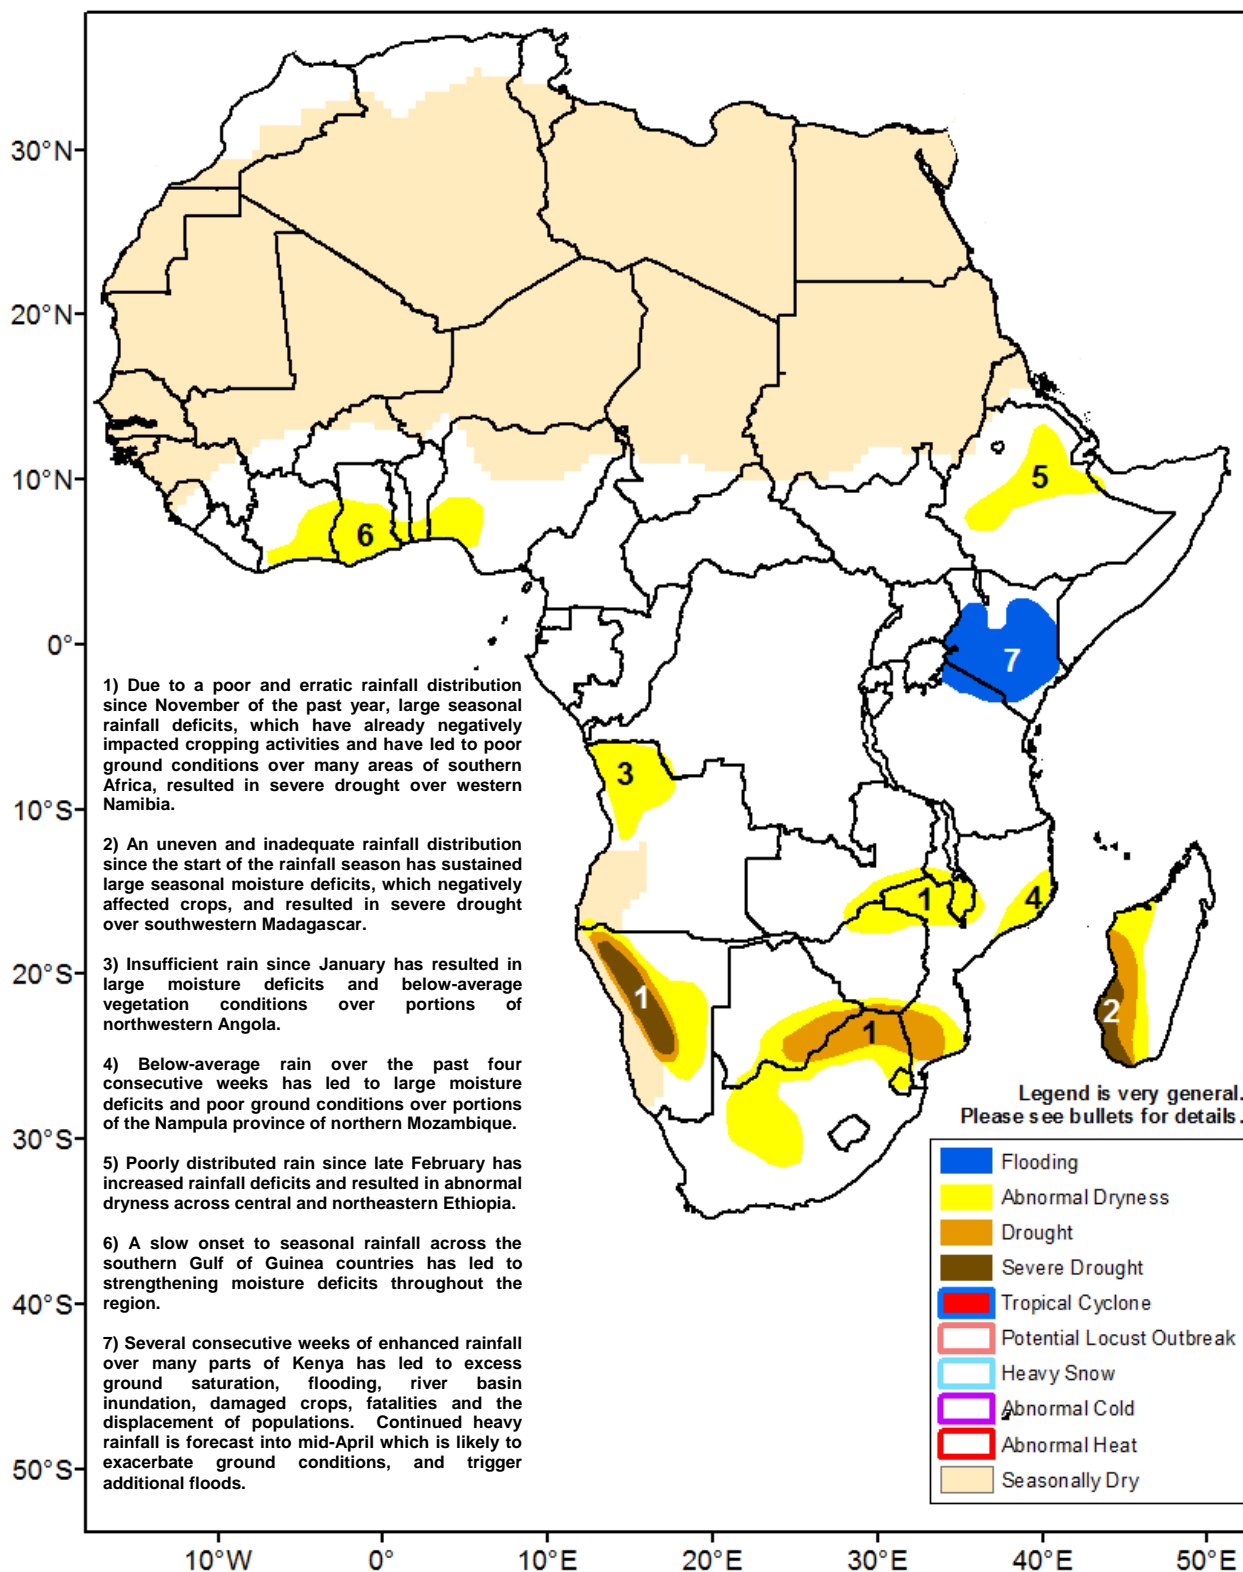 30°N
20°N
10°N
0°
10°S
20°S
30°S
40°S
50°S
10°W
0°
10°E
20°E
30°E
40°E
50°E
5
6
7
3
1
4
1
2
1
1) Due to a poor and erratic rainfall distribution
since November of the past year, large seasonal
rainfall deficits, which have already negatively
impacted cropping activities and have led to poor
ground conditions over many areas of southern
Africa, resulted in severe drought over western
Namibia.
2) An uneven and inadequate rainfall distribution
since the start of the rainfall season has sustained
large seasonal moisture deficits, which negatively
affected crops, and resulted in severe drought
over southwestern Madagascar.
3) Insufficient rain since January has resulted in
large moisture deficits and below-average
vegetation conditions over portions of
northwestern Angola.
4) Below-average rain over the past four
consecutive weeks has led to large moisture
deficits and poor ground conditions over portions
of the Nampula province of northern Mozambique.
5) Poorly distributed rain since late February has
increased rainfall deficits and resulted in abnormal
dryness across central and northeastern Ethiopia.
6) A slow onset to seasonal rainfall across the
southern Gulf of Guinea countries has led to
strengthening moisture deficits throughout the
region.
7) Several consecutive weeks of enhanced rainfall
over many parts of Kenya has led to excess
ground saturation, flooding, river basin
inundation, damaged crops, fatalities and the
displacement of populations. Continued heavy
rainfall is forecast into mid-April which is likely to
exacerbate ground conditions, and trigger
additional floods.
Legend is very general.
Please see bullets for details.
Flooding
Abnormal Dryness
Drought
Severe Drought
Tropical Cyclone
Potential Locust Outbreak
Heavy Snow
Abnormal Cold
Abnormal Heat
Seasonally Dry